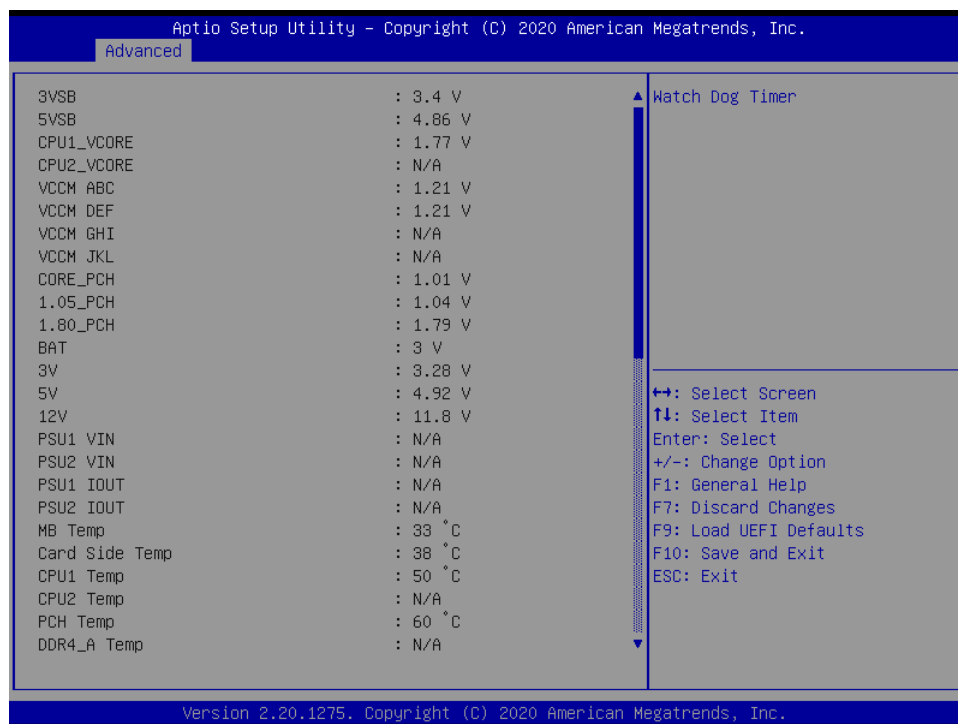 Aptio Setup Utility – Copyright (C) 2020 American Megatrends, Inc.
Advanced
3VSB : 3.4 V
5VSB : 4.86 V
CPU1_VCORE : 1.77 V
CPU2_VCORE : N/A
VCCM ABC : 1.21 V
VCCM DEF : 1.21 V
VCCM GHI : N/A
VCCM JKL : N/A
CORE_PCH : 1.01 V
1.05_PCH : 1.04 V
1.80_PCH : 1.79 V
BAT : 3 V
3V : 3.28 V
5V : 4.92 V
12V : 11.8 V
PSU1 VIN : N/A
PSU2 VIN : N/A
PSU1 IOUT : N/A
PSU2 IOUT : N/A
MB Temp : 33 °C
Card Side Temp : 38 °C
CPU1 Temp : 50 °C
CPU2 Temp : N/A
PCH Temp : 60 °C
DDR4_A Temp : N/A
Watch Dog Timer
↔: Select Screen
↑↓: Select Item
Enter: Select
+/-: Change Option
F1: General Help
F7: Discard Changes
F9: Load UEFI Defaults
F10: Save and Exit
ESC: Exit
Version 2.20.1275. Copyright (C) 2020 American Megatrends, Inc.